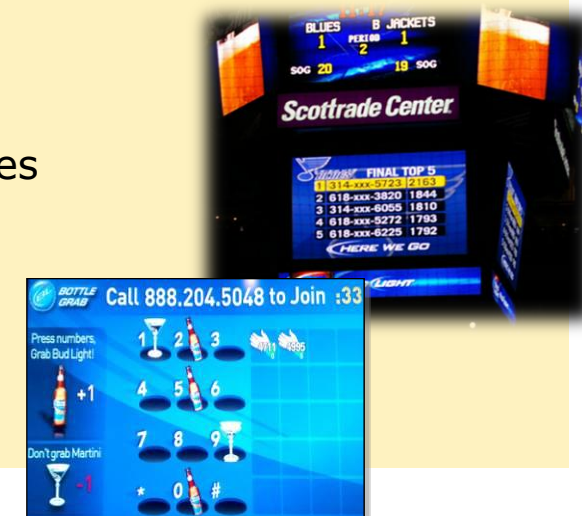 BLUES B JACKETS
1 PERIOD 1
2
SOG 20 19 SOG
Scottrade Center
es
FINAL TOP 5
1 314-xxx-5723 2163
2 618-xxx-3820 1844
3 314-xxx-6055 1810
4 618-xxx-5272 1793
5 618-xxx-6225 1792
HERE WE GO
LIGHT
BOTTLE GRAB Call 888.204.5048 to Join :33
Press numbers,
Grab Bud Light!
1 2 3
4711 4995
+1
4 5 6
7 8 9
Don't grab Martini
-1
* 0 #